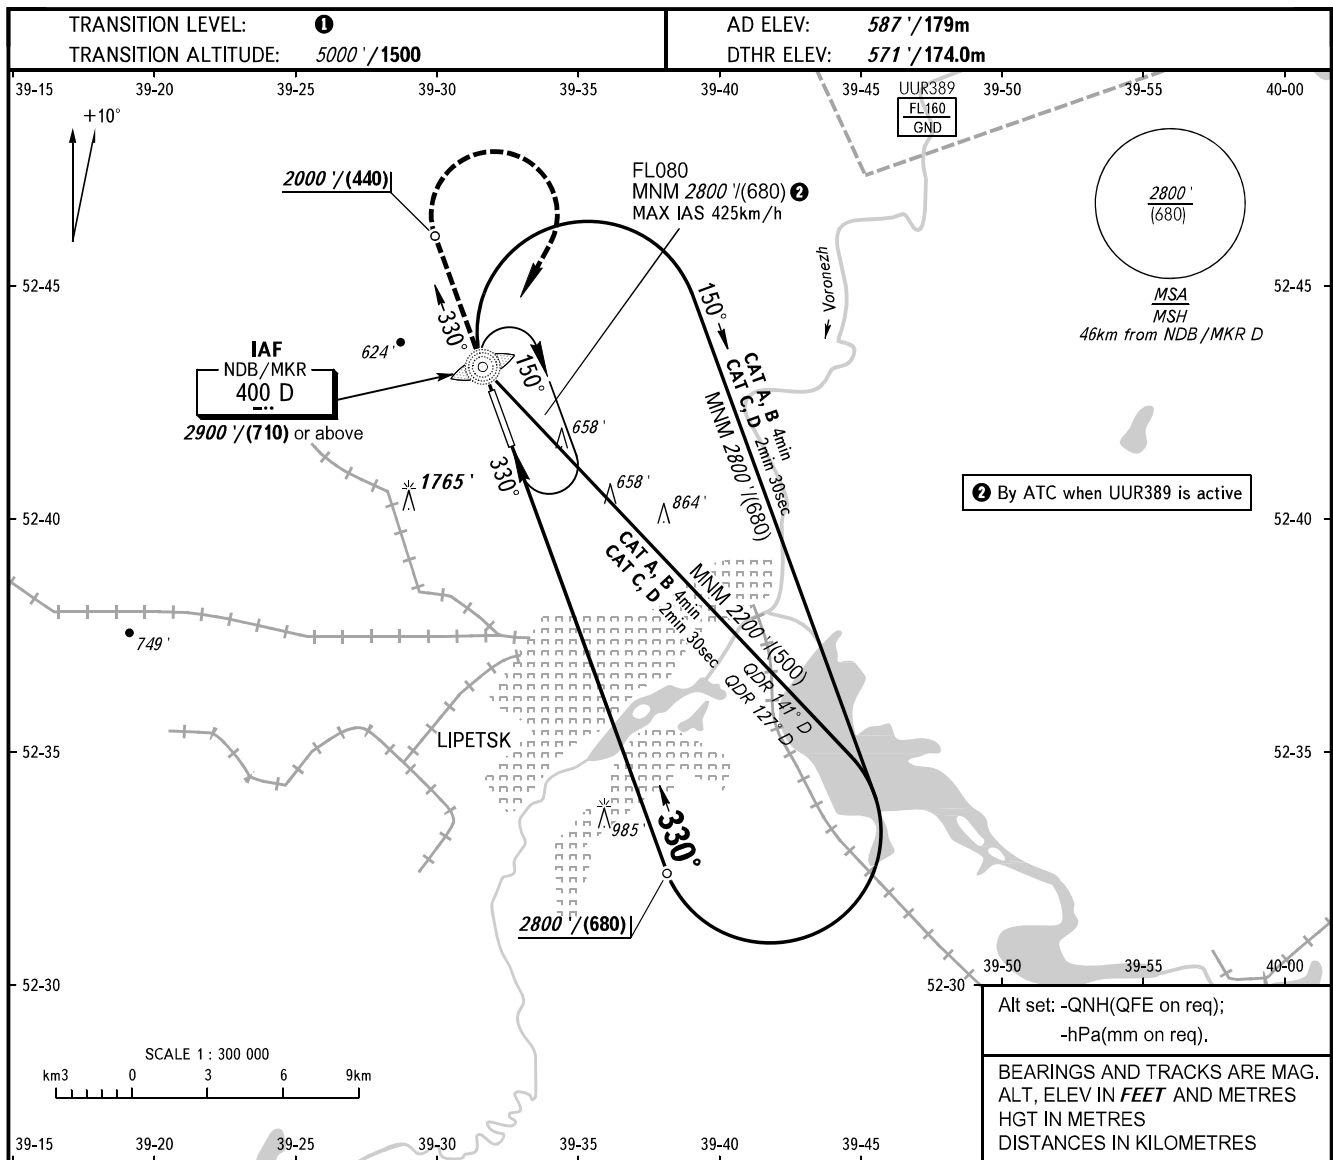 TRANSITION LEVEL: ❶
TRANSITION ALTITUDE: 5000 '/1500
AD ELEV: 587 '/179m
DTHR ELEV: 571 '/174.0m
39-15 39-20 39-25 39-30 39-35 39-40 39-45 39-50 39-55 40-00
+10°
UUR389
FL160
GND
2000 '/(440)
FL080
MNM 2800 '/(680) ❷
MAX IAS 425km/h
2800 '
(680)
MSA
MSH
46km from NDB/MKR D
Voronezh
52-45
52-45
330°
150°
150°
624'
IAF
NDB/MKR
400 D
2900 '/(710) or above
CAT A, B 4min
CAT C, D 2min 30sec
MNM 2800 '/(680)
658'
658'
864'
1765 '
330°
❷ By ATC when UUR389 is active
52-40
52-40
CAT A, B 4min
CAT C, D 2min 30sec
MNM 2200 '/(500)
QDR 141° D
QDR 127° D
749'
LIPETSK
52-35
52-35
985'
330°
2800 '/(680)
52-30
52-30
39-50 39-55 40-00
Alt set: -QNH(QFE on req);
-hPa(mm on req).
SCALE 1 : 300 000
km3 0 3 6 9km
BEARINGS AND TRACKS ARE MAG.
ALT, ELEV IN FEET AND METRES
HGT IN METRES
DISTANCES IN KILOMETRES
39-15 39-20 39-25 39-30 39-35 39-40 39-45